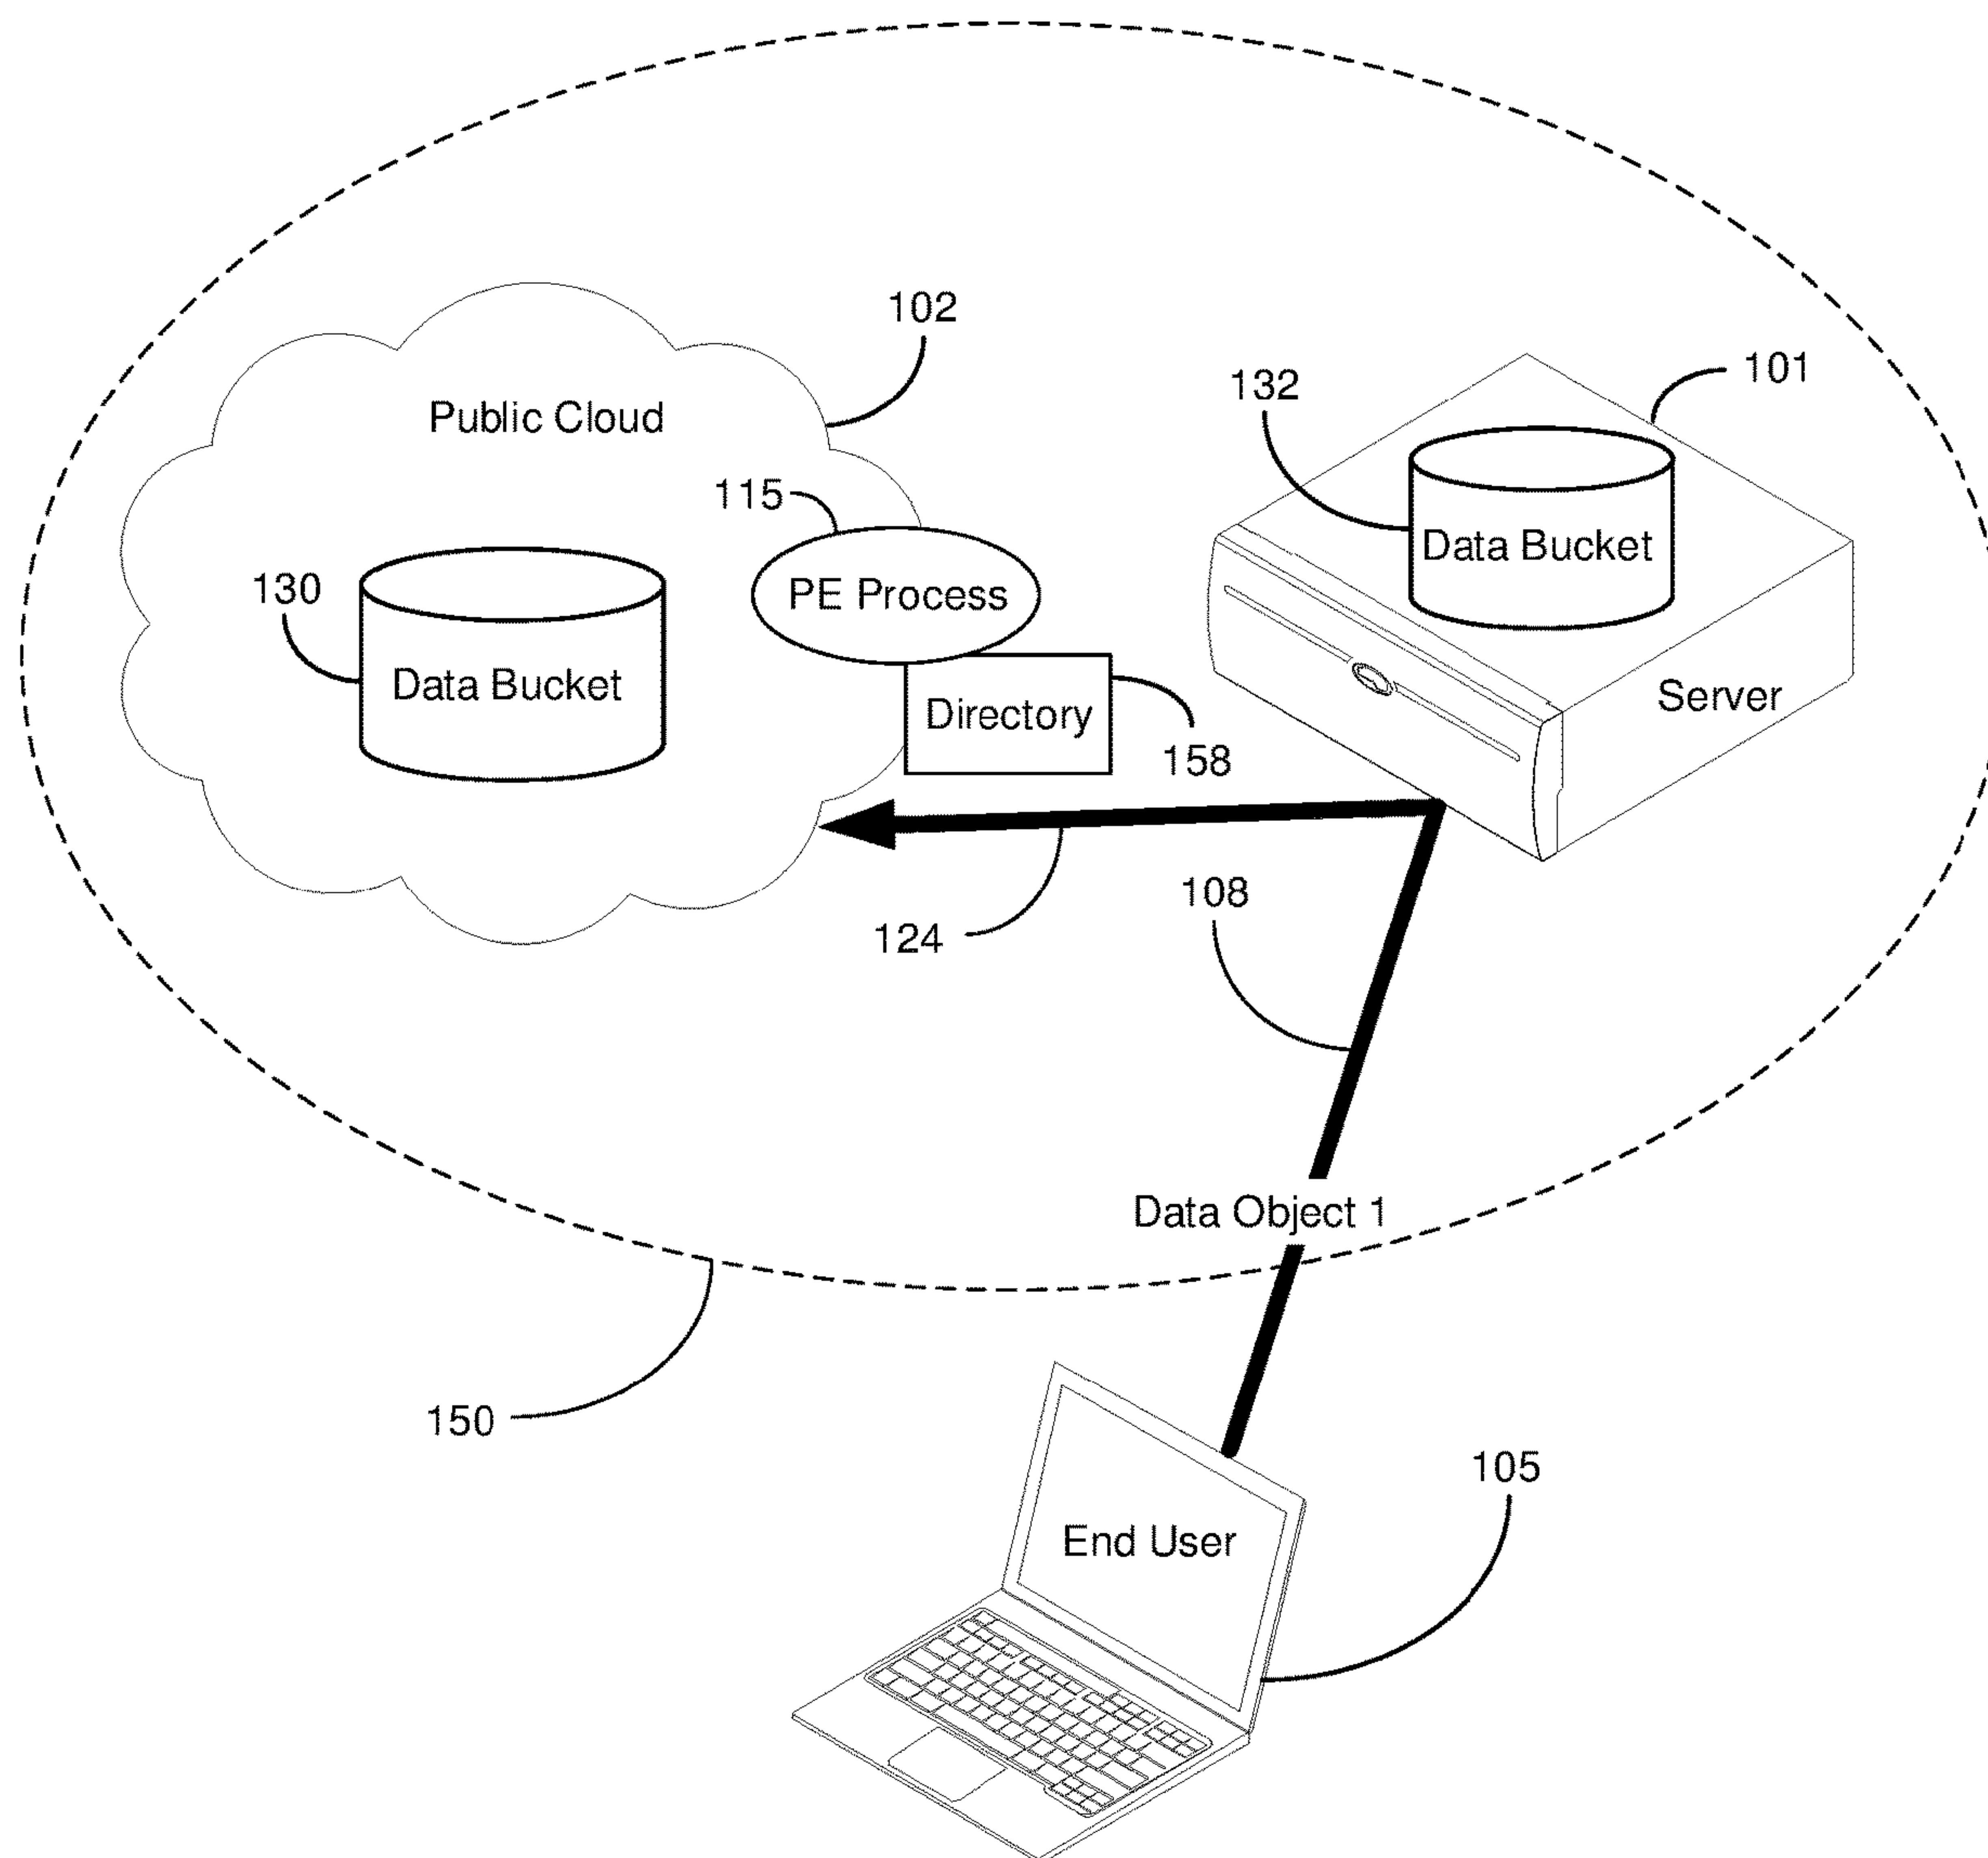 102
101
132
Public Cloud
115
Data Bucket
PE Process
130
Data Bucket
Server
Directory
158
108
124
Data Object 1
150
105
End User